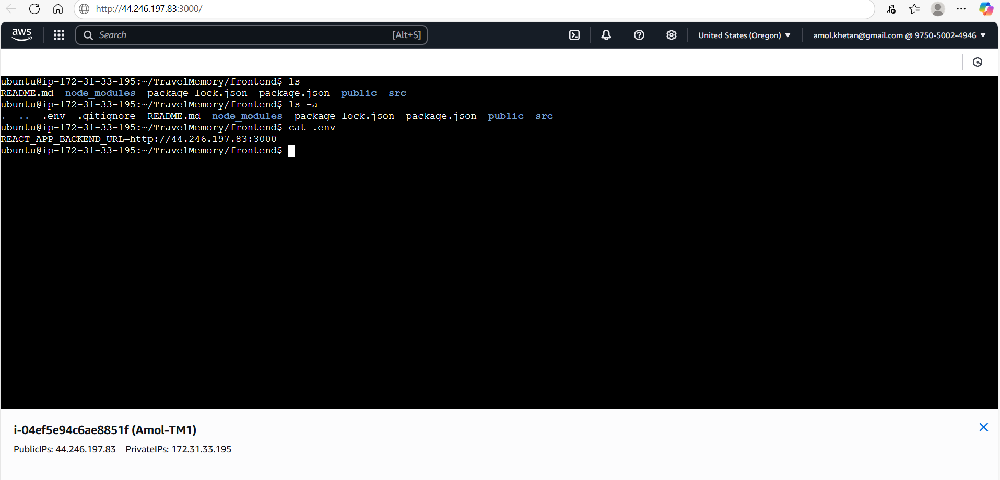 http://44.246.197.83:3000/
aws
Search [Alt+S]
United States (Oregon)
amol.khetan@gmail.com @ 9750-5002-4946
ubuntu@ip-172-31-33-195:~/TravelMemory/frontend$ ls
README.md node_modules package-lock.json package.json public src
ubuntu@ip-172-31-33-195:~/TravelMemory/frontend$ ls -a
. .. .env .gitignore README.md node_modules package-lock.json package.json public src
ubuntu@ip-172-31-33-195:~/TravelMemory/frontend$ cat .env
REACT_APP_BACKEND_URL=http://44.246.197.83:3000
ubuntu@ip-172-31-33-195:~/TravelMemory/frontend$
i-04ef5e94c6ae8851f (Amol-TM1)
PublicIPs: 44.246.197.83 PrivateIPs: 172.31.33.195